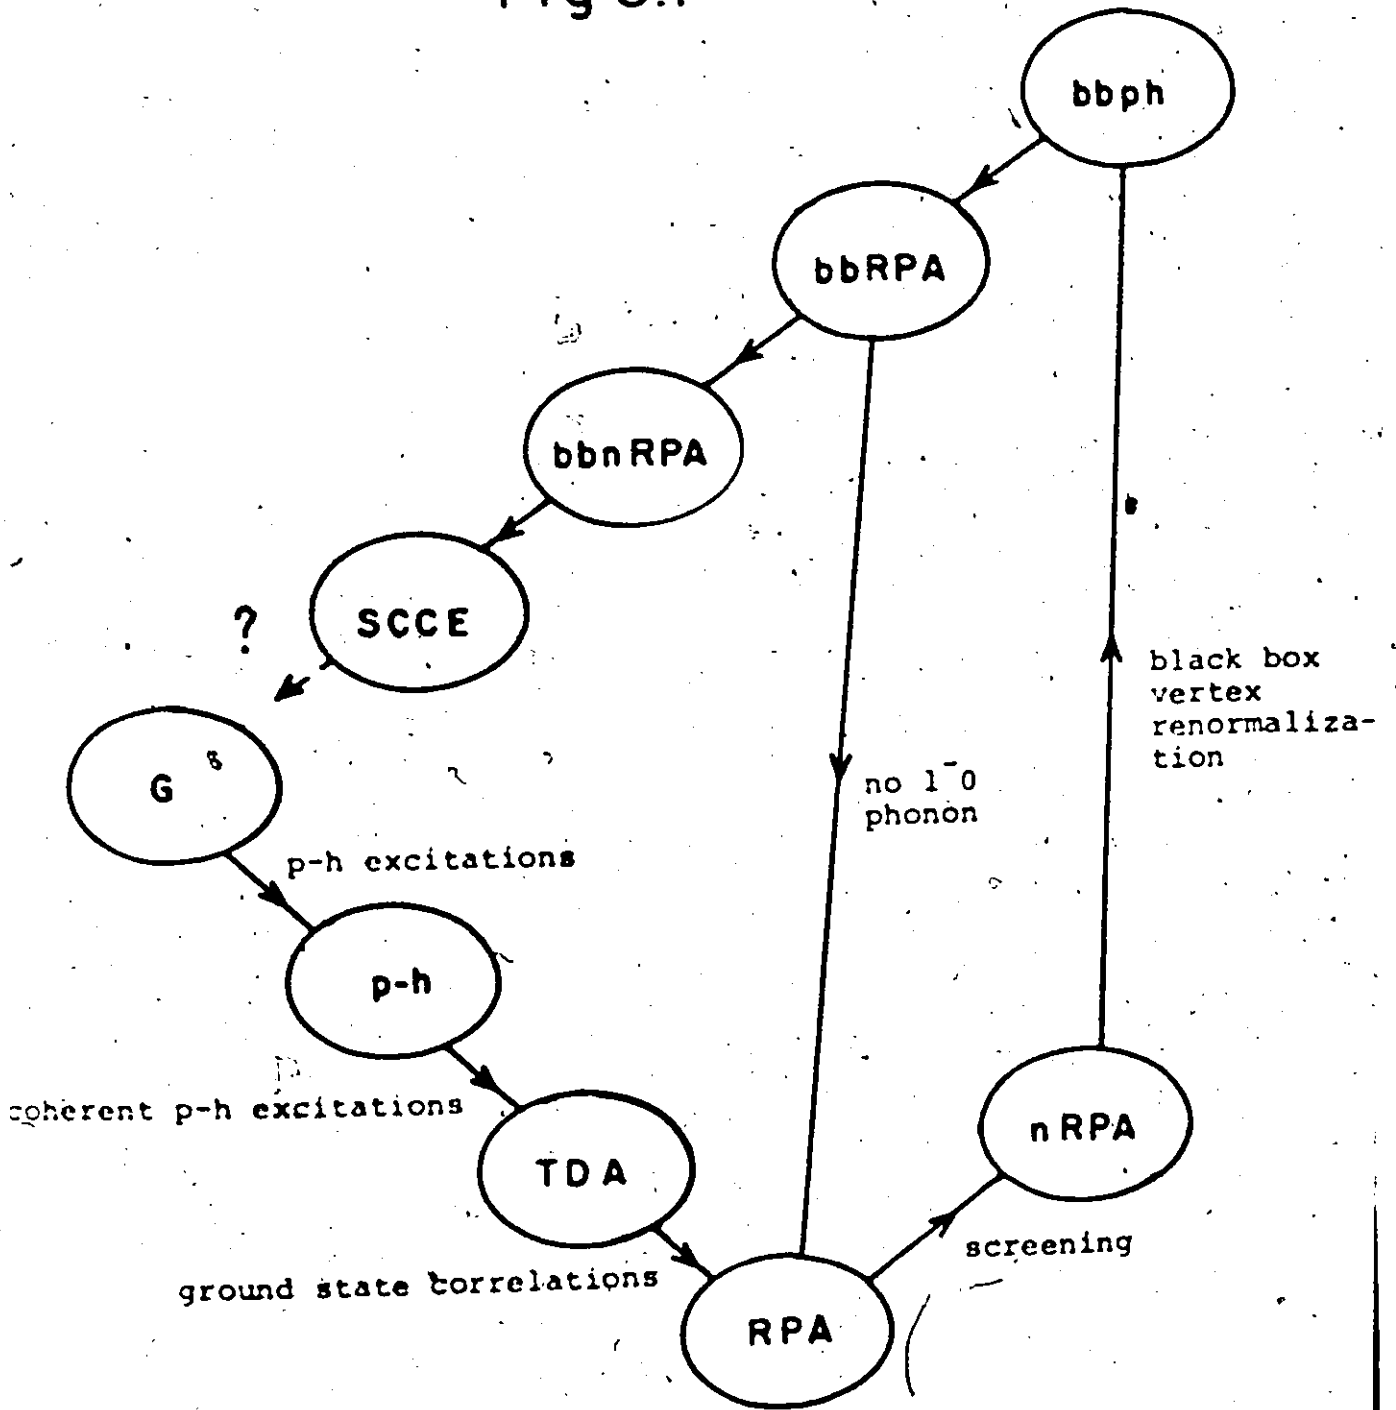 bbph
bbRPA
bbnRPA
SCCE
?
black box
vertex
renormaliza-
tion
G
no 1⁻0
phonon
p-h excitations
p-h
coherent p-h excitations
nRPA
TDA
screening
ground state correlations
RPA